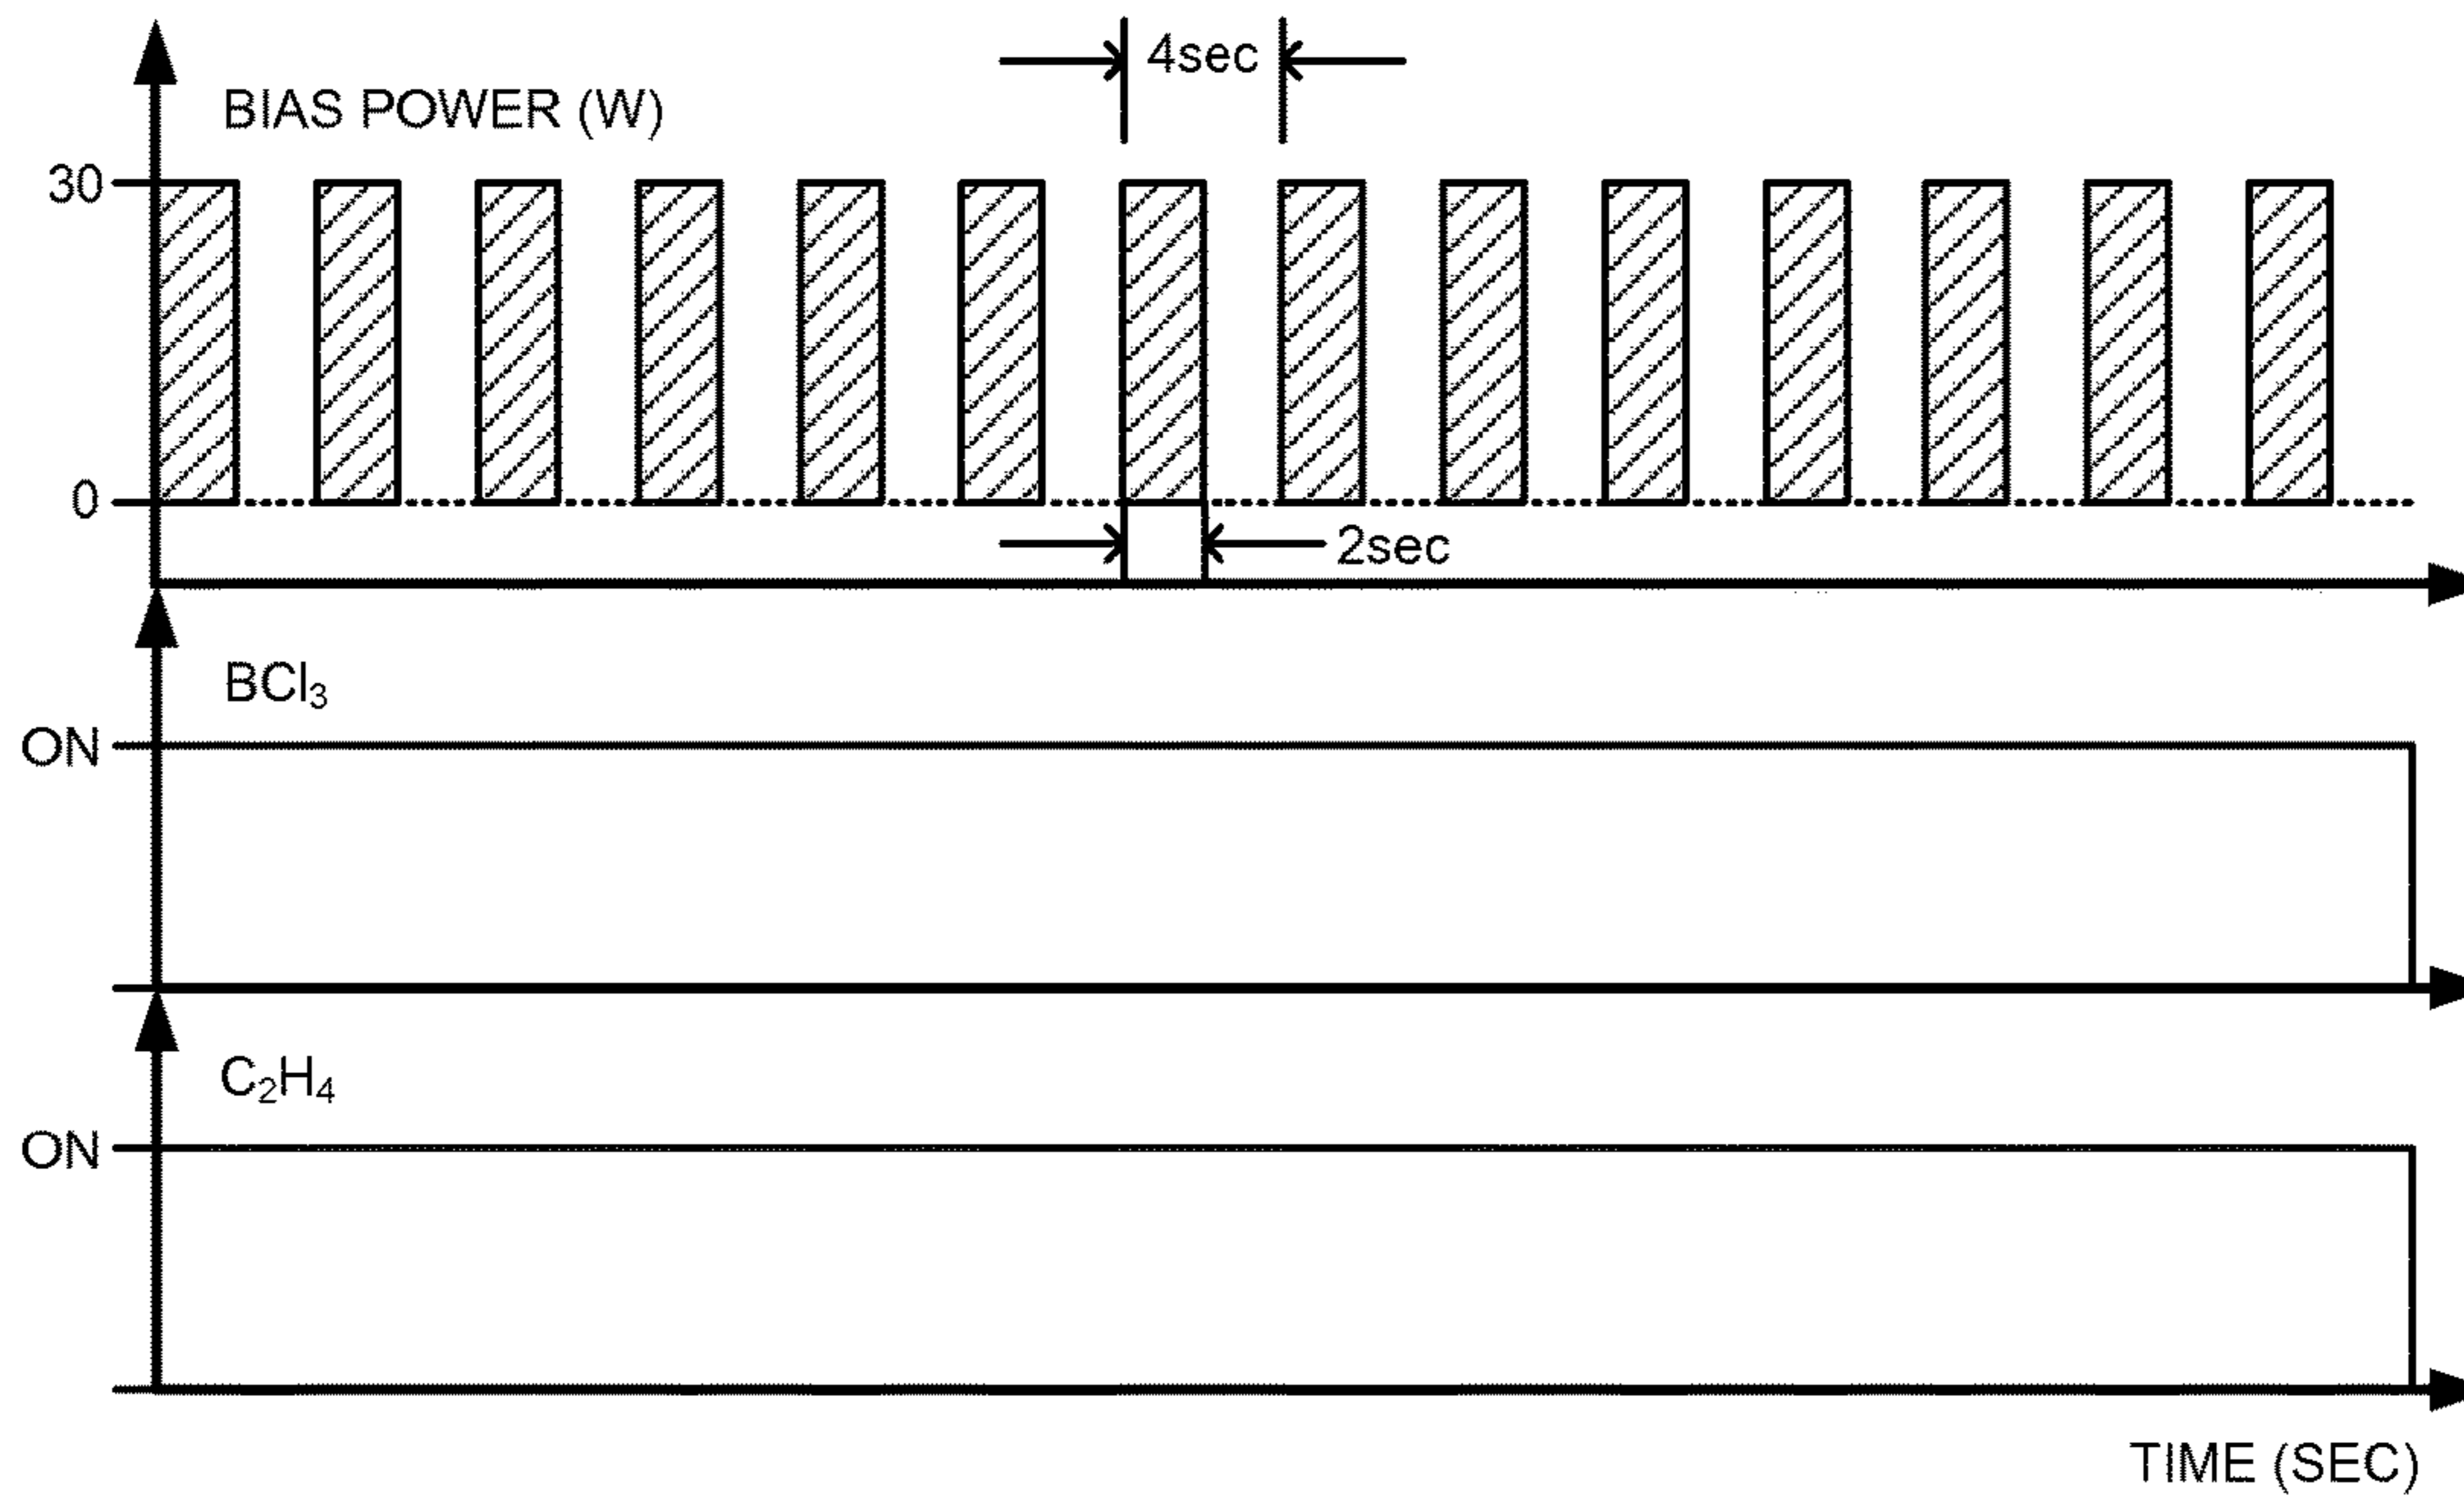 4sec
BIAS POWER (W)
30
0
2sec
BCl₃
ON
C₂H₄
ON
TIME (SEC)